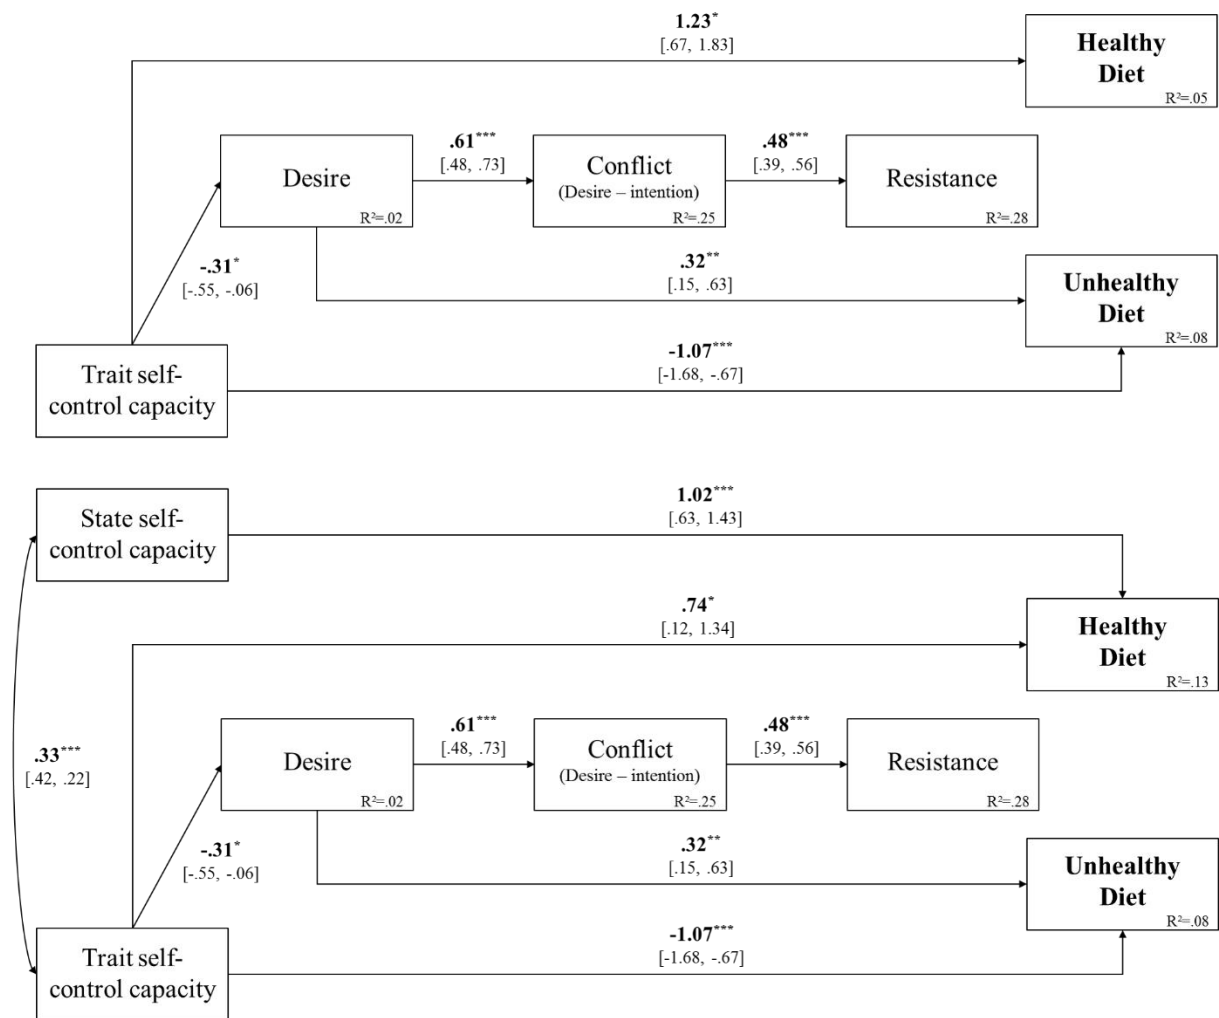 1.23*
[.67, 1.83]
Healthy
Diet
R²=.05
.61***
[.48, .73]
.48***
[.39, .56]
Desire
R²=.02
Conflict
(Desire – intention)
R²=.25
Resistance
R²=.28
-.31*
[-.55, -.06]
.32**
[.15, .63]
Unhealthy
Diet
R²=.08
-1.07***
[-1.68, -.67]
Trait self-
control capacity
State self-
control capacity
1.02***
[.63, 1.43]
.74*
[.12, 1.34]
Healthy
Diet
R²=.13
.33***
[.42, .22]
.61***
[.48, .73]
.48***
[.39, .56]
Desire
R²=.02
Conflict
(Desire – intention)
R²=.25
Resistance
R²=.28
-.31*
[-.55, -.06]
.32**
[.15, .63]
Unhealthy
Diet
R²=.08
-1.07***
[-1.68, -.67]
Trait self-
control capacity